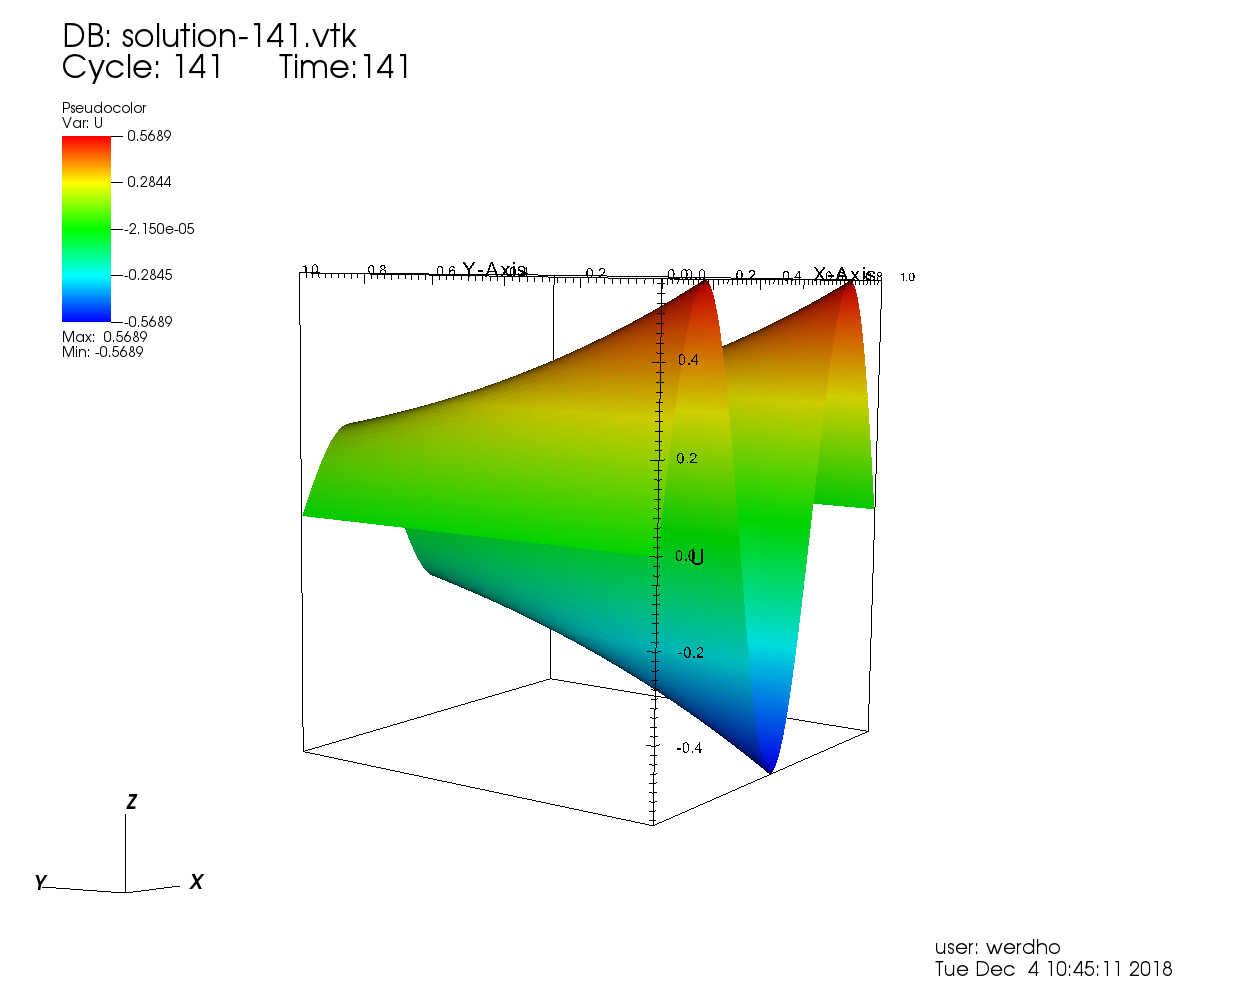 DB: solution-141.vtk
Cycle: 141 Time:141
Pseudocolor
Var: U
0.5689
0.2844
-2.150e-05
-0.2845
-0.5689
Max: 0.5689
Min: -0.5689
1.0 0.8 0.6 Y-Axis 0.2 0.0 0.0 0.2 0.4 X-Axis 1.0
0.4
0.2
0.0 U
-0.2
-0.4
Z
Y X
user: werdho
Tue Dec 4 10:45:11 2018